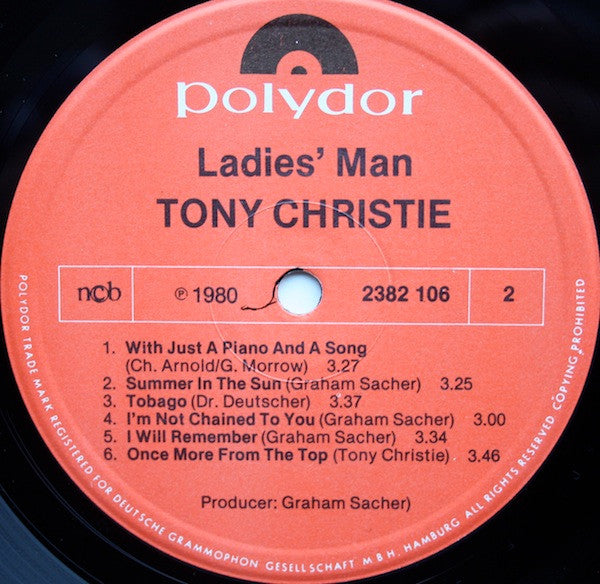 polydor
Ladies' Man
TONY CHRISTIE
ncb ℗ 1980 2382 106 2
1. With Just A Piano And A Song
(Ch. Arnold/G. Morrow) 3.27
2. Summer In The Sun (Graham Sacher) 3.25
3. Tobago (Dr. Deutscher) 3.37
4. I'm Not Chained To You (Graham Sacher) 3.00
5. I Will Remember (Graham Sacher) 3.34
6. Once More From The Top (Tony Christie) 3.46
Producer: Graham Sacher)
POLYDOR TRADE MARK REGISTERED FOR DEUTSCHE GRAMMOPHON GESELLSCHAFT M B H. HAMBURG ALL RIGHTS RESERVED. COPYING PROHIBITED